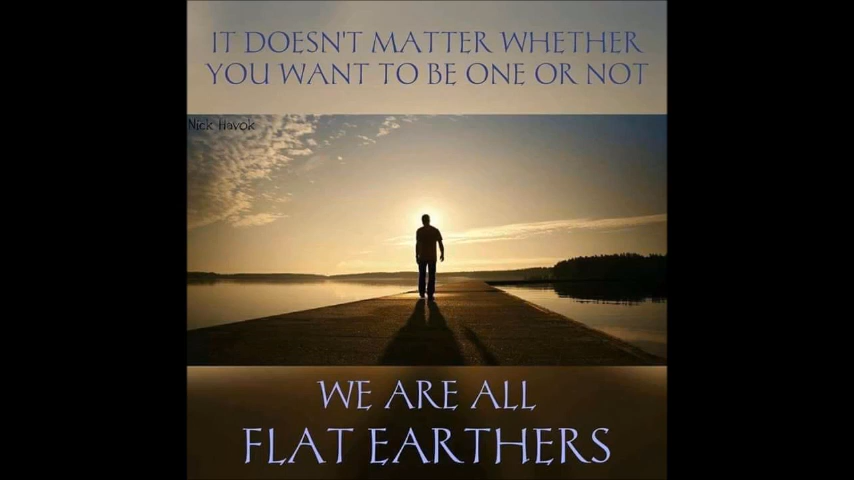 IT DOESN'T MATTER WHETHER
YOU WANT TO BE ONE OR NOT
Nick Havok
WE ARE ALL
FLAT EARTHERS